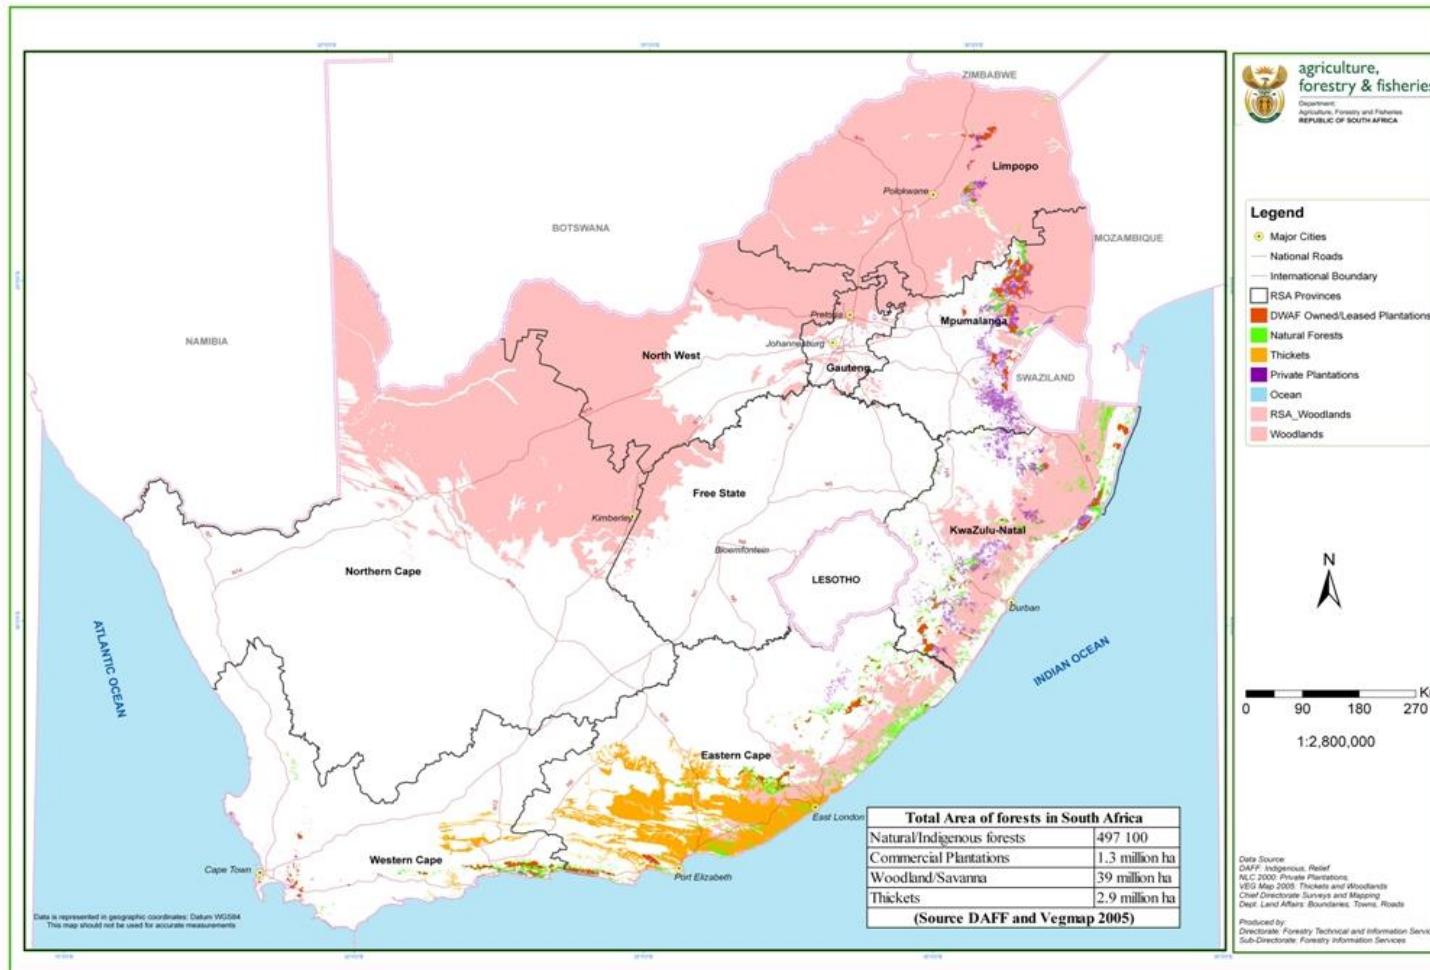 agriculture,
forestry & fisheries
Department:
Agriculture, Forestry and Fisheries
REPUBLIC OF SOUTH AFRICA
ZIMBABWE
Limpopo
Polokwane
BOTSWANA
MOZAMBIQUE
NAMIBIA
Pretoria
Mpumalanga
Johannesburg
North West
Gauteng
SWAZILAND
Free State
Kimberley
KwaZulu-Natal
Bloemfontein
Northern Cape
LESOTHO
Durban
ATLANTIC OCEAN
INDIAN OCEAN
Eastern Cape
East London
Western Cape
Cape Town
Port Elizabeth
Legend
Major Cities
National Roads
International Boundary
RSA Provinces
DWAF Owned/Leased Plantations
Natural Forests
Thickets
Private Plantations
Ocean
RSA_Woodlands
Woodlands
N
K
0 90 180 270
1:2,800,000
Total Area of forests in South Africa
Natural/Indigenous forests 497 100
Commercial Plantations 1.3 million ha
Woodland/Savanna 39 million ha
Thickets 2.9 million ha
(Source DAFF and Vegmap 2005)
Data is represented in geographic coordinates: Datum WGS84
This map should not be used for accurate measurements
Data Source
DAFF: Indigenous, Relief
NLC 2000: Private Plantations,
VEG Map 2005: Thickets and Woodlands
Chief Directorate Surveys and Mapping
Dept. Land Affairs: Boundaries, Towns, Roads
Produced by:
Directorate: Forestry Technical and Information Servic
Sub-Directorate: Forestry Information Services